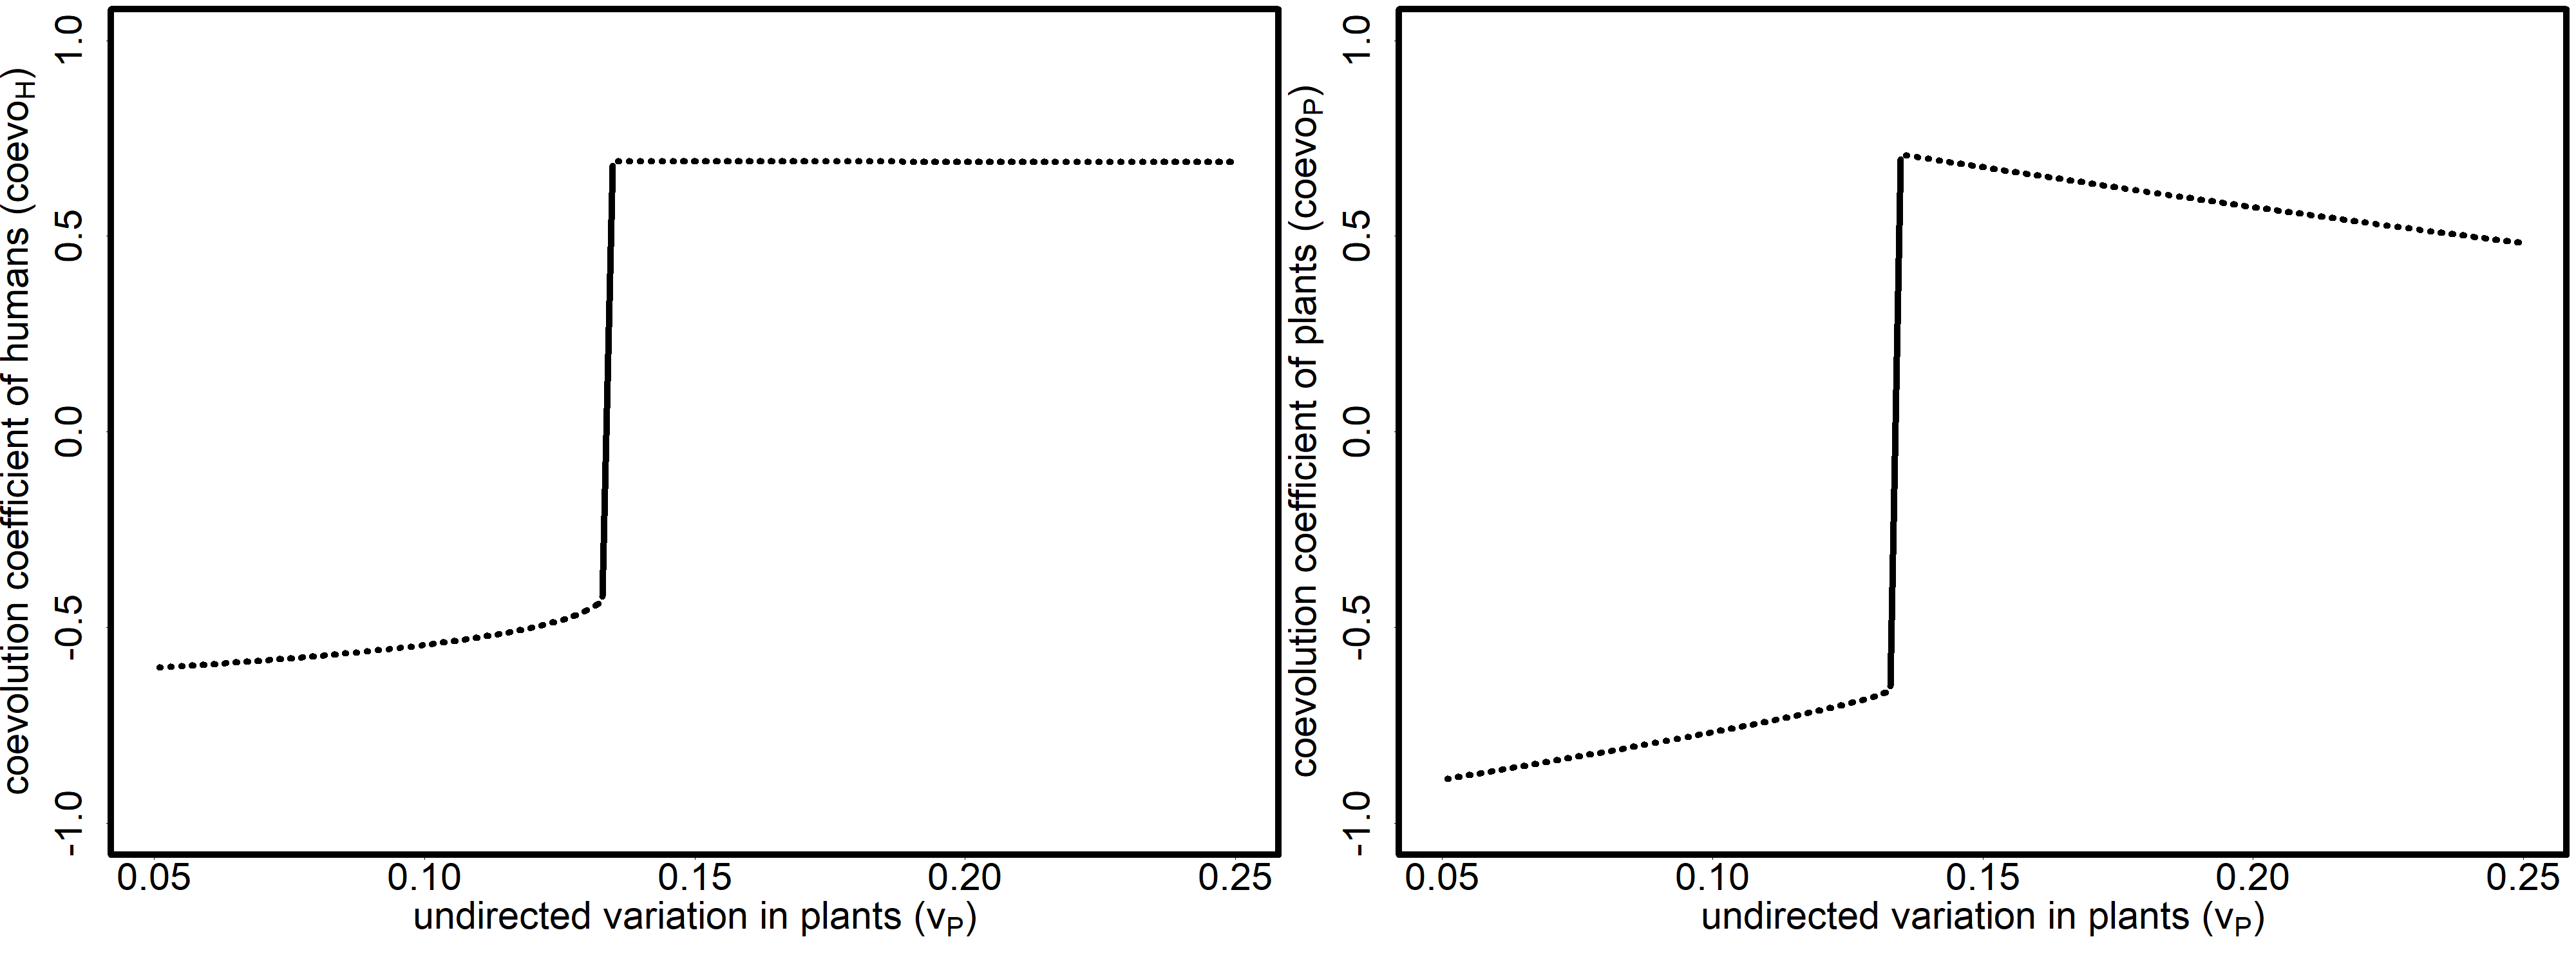 coevolution coefficient of humans (coevoH)
1.0
0.5
0.0
-0.5
-1.0
0.05 0.10 0.15 0.20 0.25
undirected variation in plants (vP)
coevolution coefficient of plants (coevoP)
1.0
0.5
0.0
-0.5
-1.0
0.05 0.10 0.15 0.20 0.25
undirected variation in plants (vP)